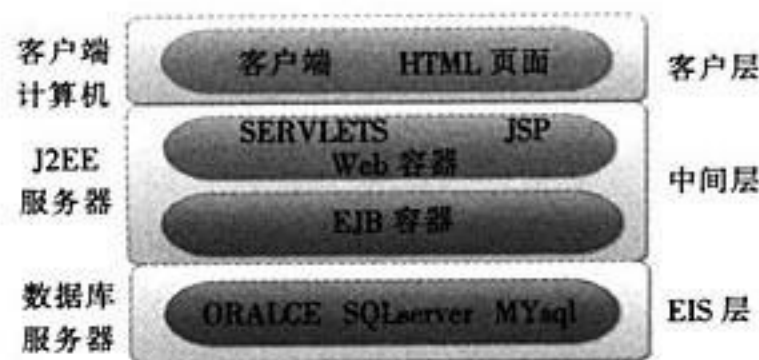 客户端
计算机
客户端 HTML 页面
客户层
J2EE
服务器
SERVLETS JSP
Web 容器
EJB 容器
中间层
数据库
服务器
ORALCE SQLserver MYsql
EIS 层